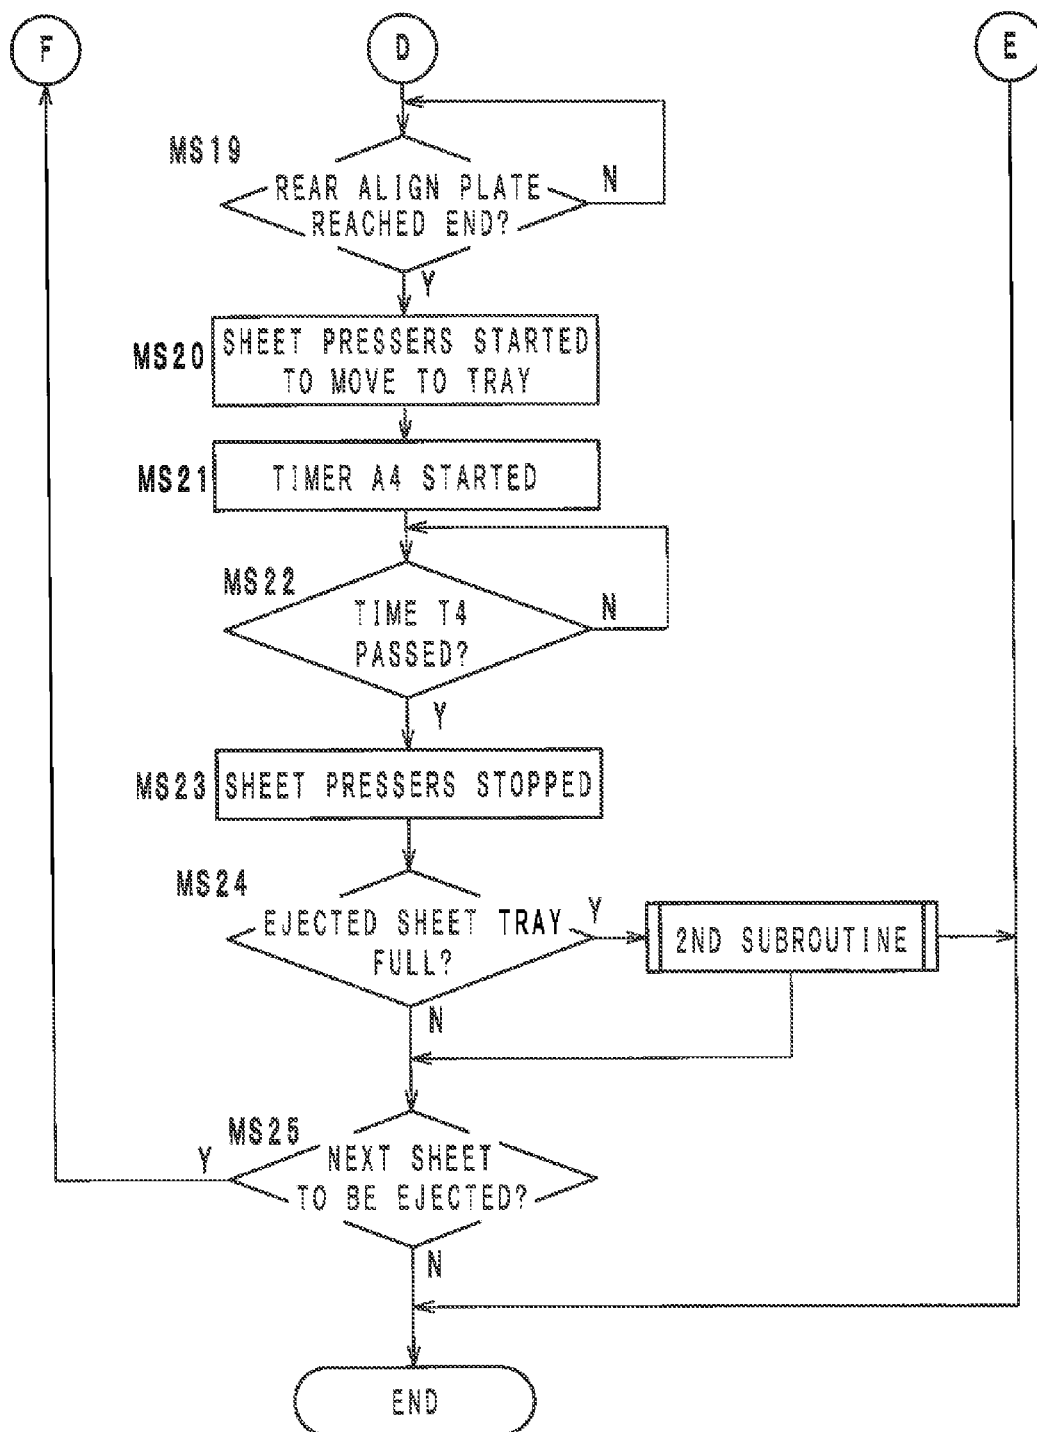 F
D
E
MS19
REAR ALIGN PLATE
REACHED END?
N
Y
MS20
SHEET PRESSERS STARTED
TO MOVE TO TRAY
MS21
TIMER A4 STARTED
MS22
TIME T4
PASSED?
N
Y
MS23
SHEET PRESSERS STOPPED
MS24
EJECTED SHEET TRAY
FULL?
Y
2ND SUBROUTINE
N
MS25
NEXT SHEET
TO BE EJECTED?
Y
N
END